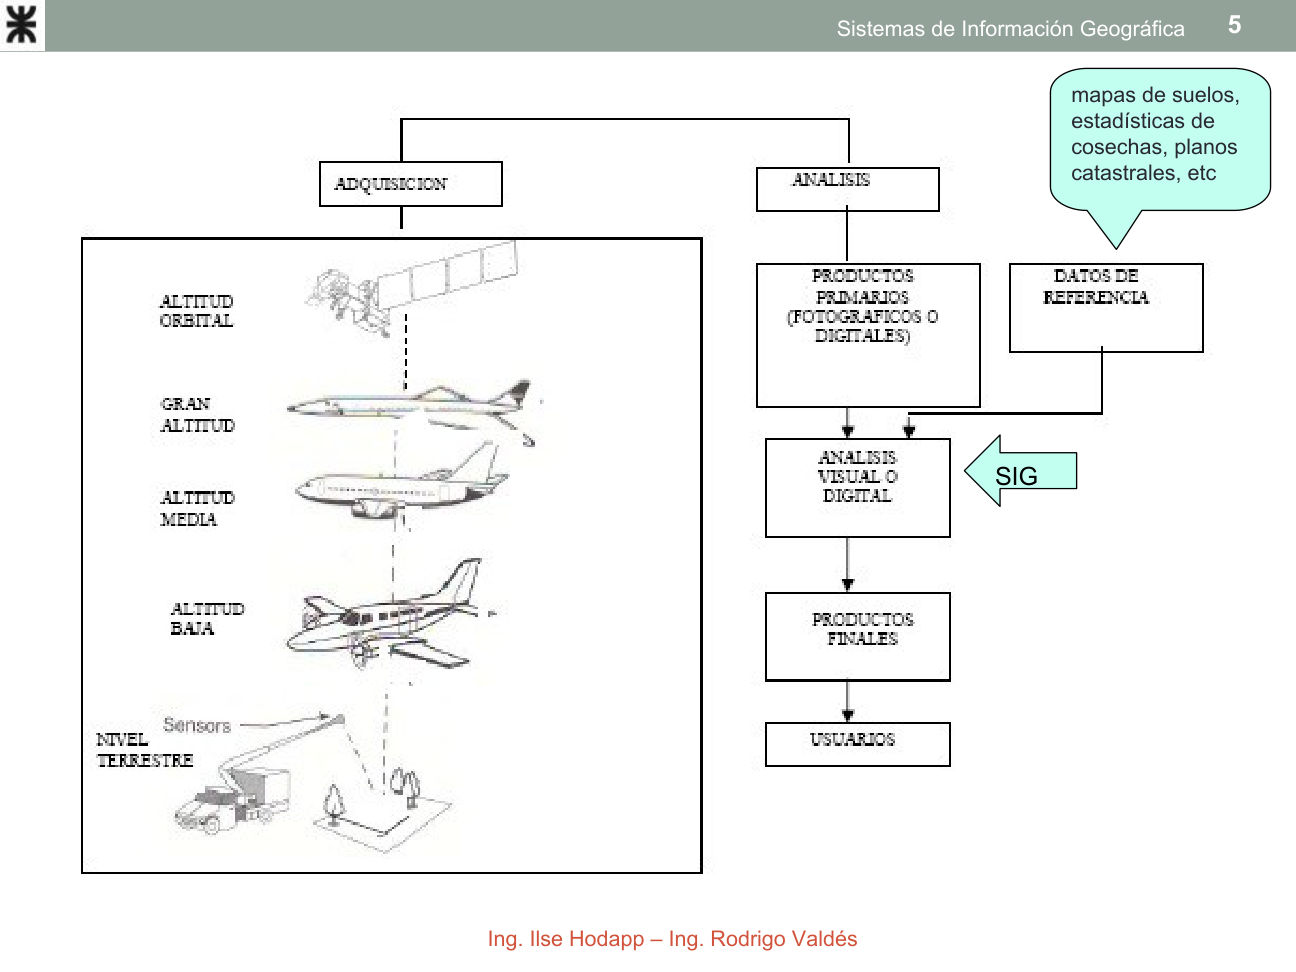 Sistemas de Información Geográfica 5
mapas de suelos,
estadísticas de
cosechas, planos
catastrales, etc
ADQUISICION
ANALISIS
ALTITUD
ORBITAL
GRAN
ALTITUD
ALTITUD
MEDIA
ALTITUD
BAJA
Sensors
NIVEL
TERRESTRE
PRODUCTOS
PRIMARIOS
(FOTOGRAFICOS O
DIGITALES)
DATOS DE
REFERENCIA
ANALISIS
VISUAL O
DIGITAL
SIG
PRODUCTOS
FINALES
USUARIOS
Ing. Ilse Hodapp – Ing. Rodrigo Valdés